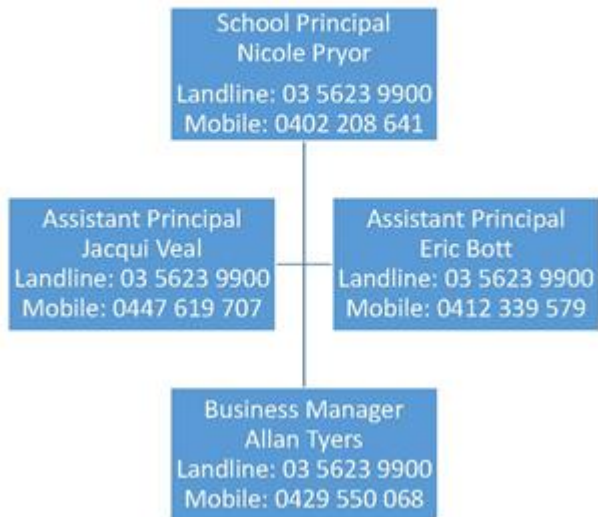 School Principal
Nicole Pryor
Landline: 03 5623 9900
Mobile: 0402 208 641
Assistant Principal
Jacqui Veal
Landline: 03 5623 9900
Mobile: 0447 619 707
Assistant Principal
Eric Bott
Landline: 03 5623 9900
Mobile: 0412 339 579
Business Manager
Allan Tyers
Landline: 03 5623 9900
Mobile: 0429 550 068